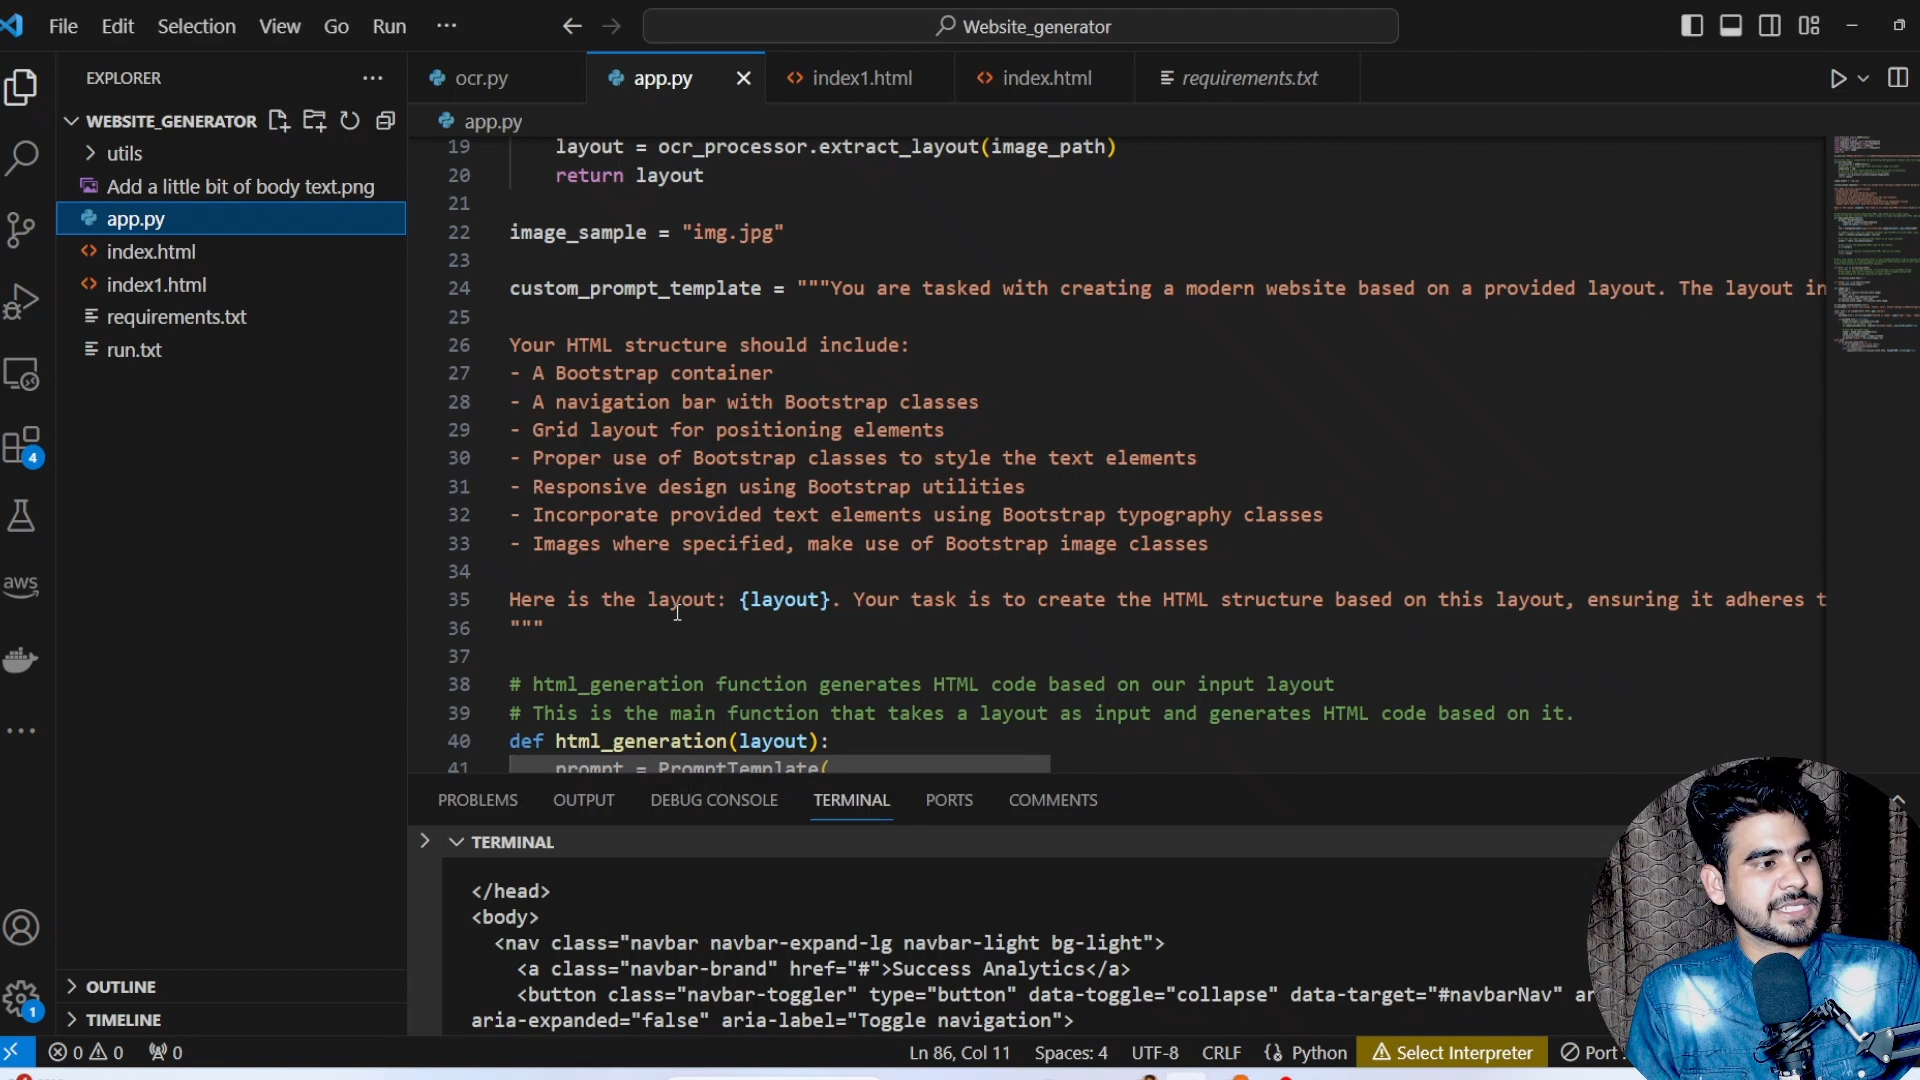 File Edit Selection View Go Run ···
Website_generator
EXPLORER
ocr.py
app.py
index1.html
index.html
requirements.txt
WEBSITE_GENERATOR
utils
Add a little bit of body text.png
app.py
index.html
index1.html
requirements.txt
run.txt
app.py
19 layout = ocr_processor.extract_layout(image_path)
20 return layout
21
22 image_sample = "img.jpg"
23
24 custom_prompt_template = """You are tasked with creating a modern website based on a provided layout. The layout in
25
26 Your HTML structure should include:
27 - A Bootstrap container
28 - A navigation bar with Bootstrap classes
29 - Grid layout for positioning elements
30 - Proper use of Bootstrap classes to style the text elements
31 - Responsive design using Bootstrap utilities
32 - Incorporate provided text elements using Bootstrap typography classes
33 - Images where specified, make use of Bootstrap image classes
34
35 Here is the layout: {layout}. Your task is to create the HTML structure based on this layout, ensuring it adheres t
36 """
37
38 # html_generation function generates HTML code based on our input layout
39 # This is the main function that takes a layout as input and generates HTML code based on it.
40 def html_generation(layout):
41 prompt = PromptTemplate(
4
aws
PROBLEMS OUTPUT DEBUG CONSOLE TERMINAL PORTS COMMENTS
TERMINAL
</head>
<body>
<nav class="navbar navbar-expand-lg navbar-light bg-light">
<a class="navbar-brand" href="#">Success Analytics</a>
<button class="navbar-toggler" type="button" data-toggle="collapse" data-target="#navbarNav" ar
aria-expanded="false" aria-label="Toggle navigation">
OUTLINE
1
TIMELINE
0 0 0 Ln 86, Col 11 Spaces: 4 UTF-8 CRLF Python Select Interpreter Port